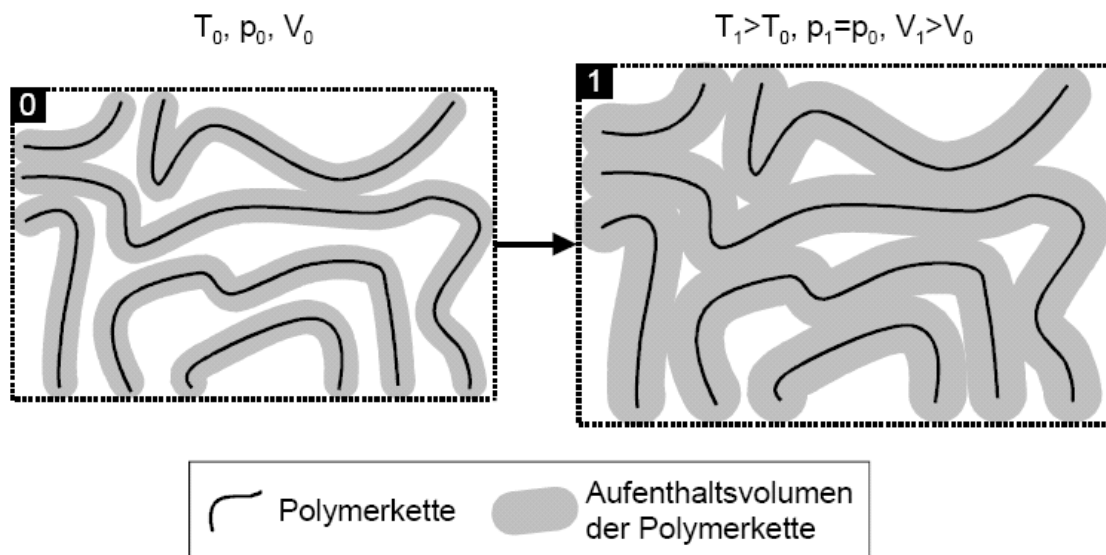 T₀, p₀, V₀
T₁>T₀, p₁=p₀, V₁>V₀
0
1
Polymerkette
Aufenthaltsvolumen
der Polymerkette